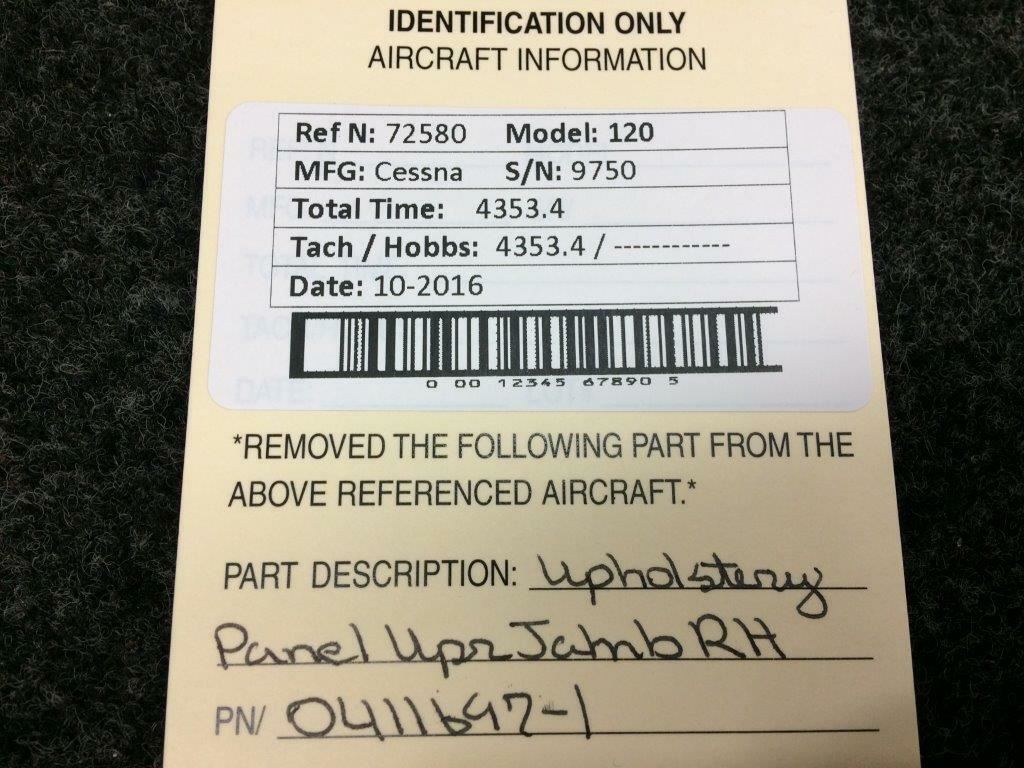 IDENTIFICATION ONLY
AIRCRAFT INFORMATION
Ref N: 72580 Model: 120
MFG: Cessna S/N: 9750
Total Time: 4353.4
Tach / Hobbs: 4353.4 / ------------
Date: 10-2016
0 00 12345 67890 5
*REMOVED THE FOLLOWING PART FROM THE
ABOVE REFERENCED AIRCRAFT.*
PART DESCRIPTION: Upholstery
Panel Upr Jamb RH
PN/ 0411697-1